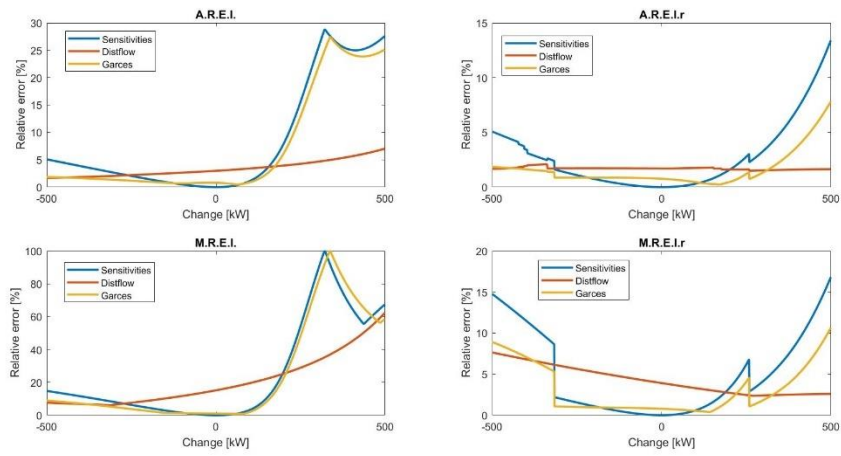 A.R.E.I.
Relative error [%]
30
25
20
15
10
5
0
Sensitivities
Distflow
Garces
-500
0
500
Change [kW]
A.R.E.I.r
Relative error [%]
15
10
5
0
Sensitivities
Distflow
Garces
-500
0
500
Change [kW]
M.R.E.I.
Relative error [%]
100
80
60
40
20
0
Sensitivities
Distflow
Garces
-500
0
500
Change [kW]
M.R.E.I.r
Relative error [%]
20
15
10
5
0
Sensitivities
Distflow
Garces
-500
0
500
Change [kW]